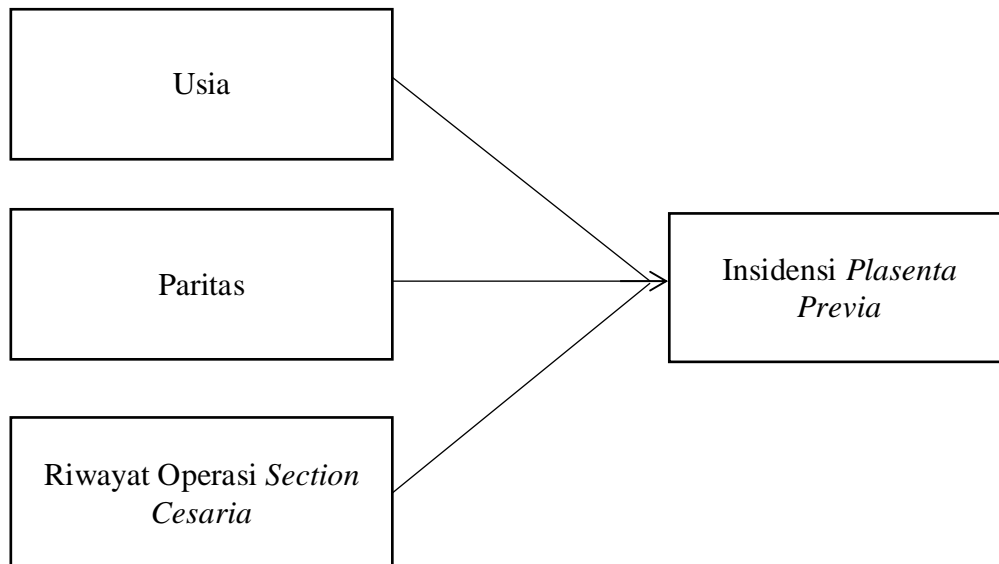 Usia
Paritas
Insidensi Plasenta
Previa
Riwayat Operasi Section
Cesaria